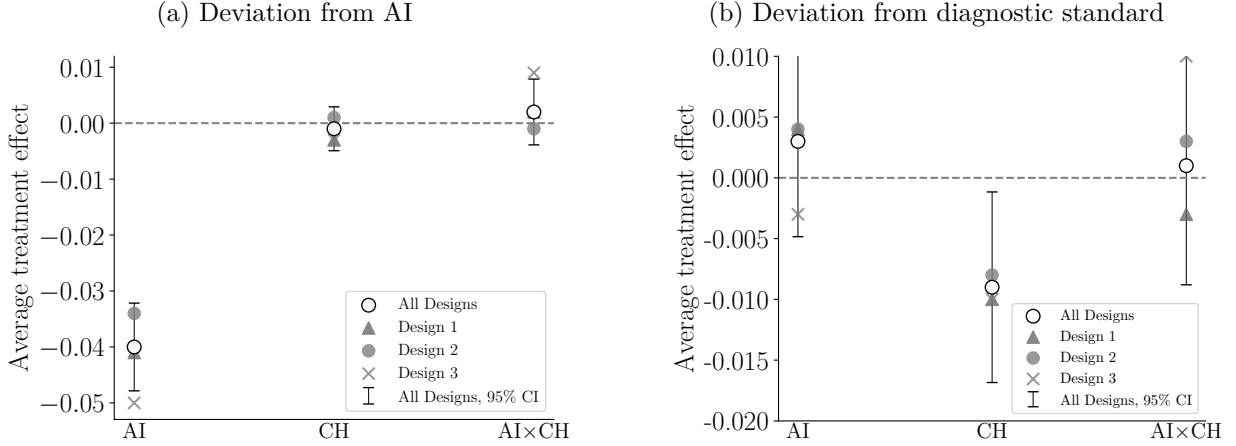 (a) Deviation from AI
Average treatment effect
0.01
0.00
−0.01
−0.02
−0.03
−0.04
−0.05
AI
CH
AI×CH
All Designs
Design 1
Design 2
Design 3
All Designs, 95% CI
(b) Deviation from diagnostic standard
Average treatment effect
0.010
0.005
0.000
-0.005
-0.010
-0.015
-0.020
AI
CH
AI×CH
All Designs
Design 1
Design 2
Design 3
All Designs, 95% CI